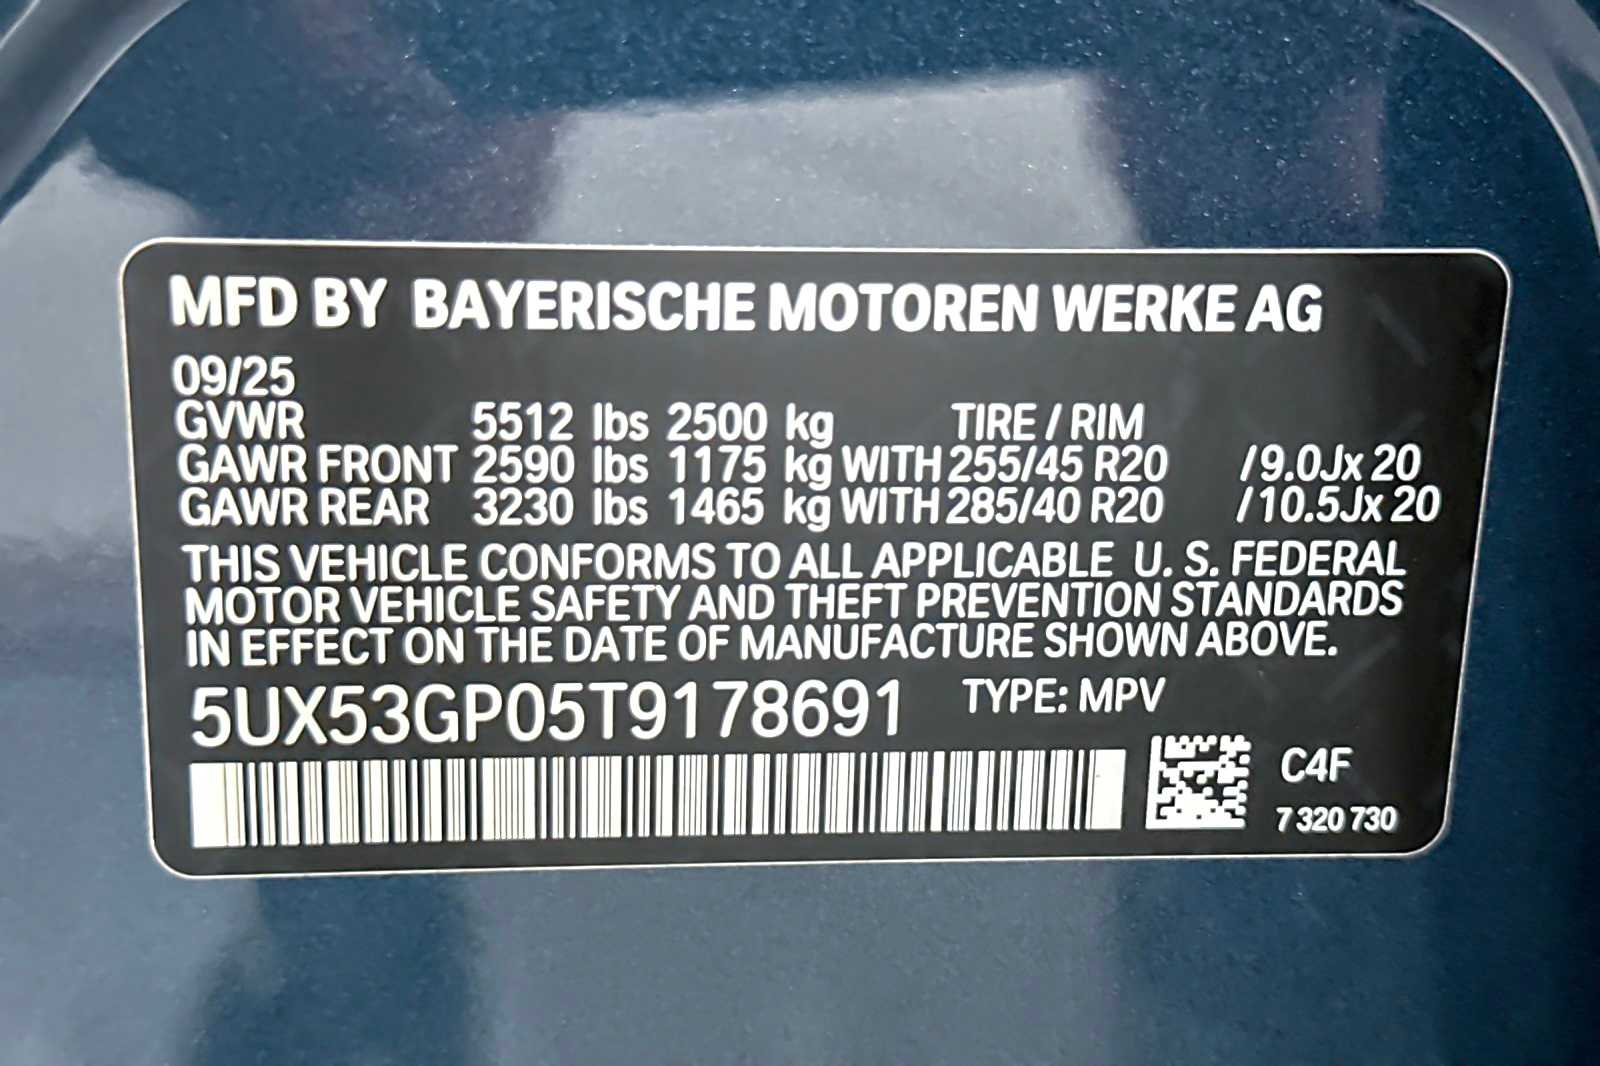 MFD BY BAYERISCHE MOTOREN WERKE AG
09/25
GVWR 5512 lbs 2500 kg TIRE / RIM
GAWR FRONT 2590 lbs 1175 kg WITH 255/45 R20 /9.0Jx 20
GAWR REAR 3230 lbs 1465 kg WITH 285/40 R20 /10.5Jx 20
THIS VEHICLE CONFORMS TO ALL APPLICABLE U. S. FEDERAL
MOTOR VEHICLE SAFETY AND THEFT PREVENTION STANDARDS
IN EFFECT ON THE DATE OF MANUFACTURE SHOWN ABOVE.
5UX53GP05T9178691 TYPE: MPV
C4F
7 320 730